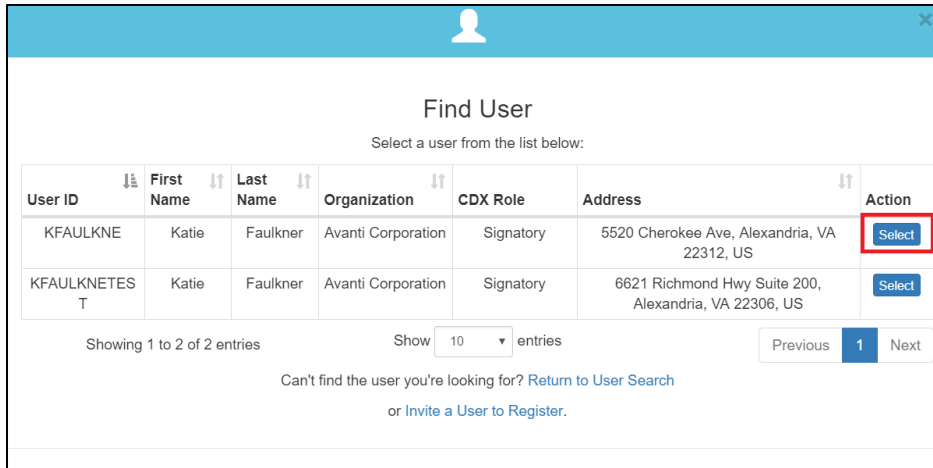 Find User
Select a user from the list below:
User ID First Name Last Name Organization CDX Role Address Action
KFAULKNE Katie Faulkner Avanti Corporation Signatory 5520 Cherokee Ave, Alexandria, VA
22312, US Select
KFAULKNETES
T Katie Faulkner Avanti Corporation Signatory 6621 Richmond Hwy Suite 200,
Alexandria, VA 22306, US Select
Showing 1 to 2 of 2 entries Show 10 entries Previous 1 Next
Can't find the user you're looking for? Return to User Search
or Invite a User to Register.